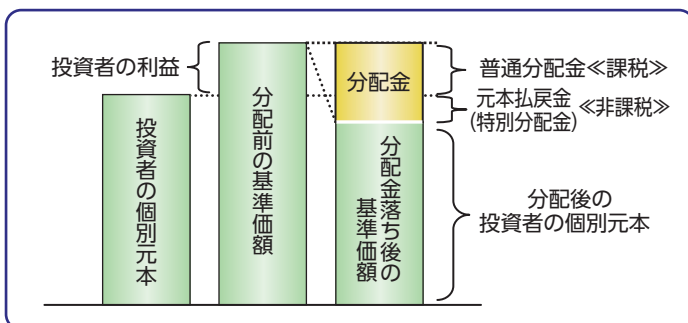 投資者の利益
投資者の個別元本
分配前の基準価額
分配金
分配金落ち後の
基準価額
普通分配金≪課税≫
元本払戻金
(特別分配金)
≪非課税≫
分配後の
投資者の個別元本